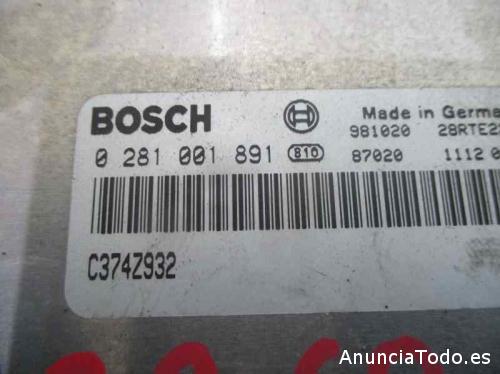 BOSCH
Made in Germa
981020 28RTE2
0 281 001 891 810 87020 1112 0
C374Z932
AnunciaTodo.es